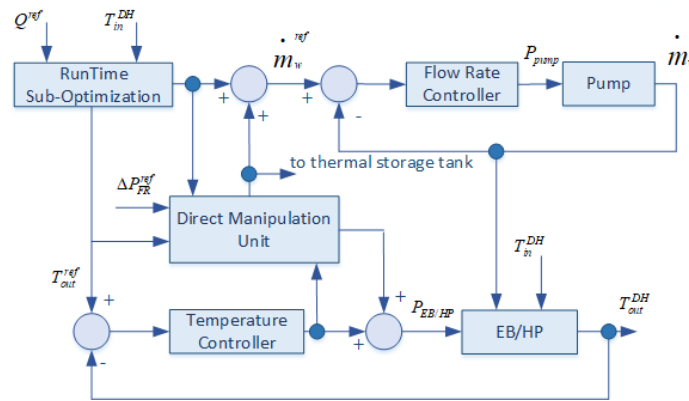 Q^ref
T_in^DH
RunTime
Sub-Optimization
+
+
ṁ_w^ref
+
-
Flow Rate
Controller
P_pump
Pump
ṁ
to thermal storage tank
ΔP_FR^ref
Direct Manipulation
Unit
T_in^DH
T_out^ref
+
-
Temperature
Controller
+
+
P_EB/HP
EB/HP
T_out^DH